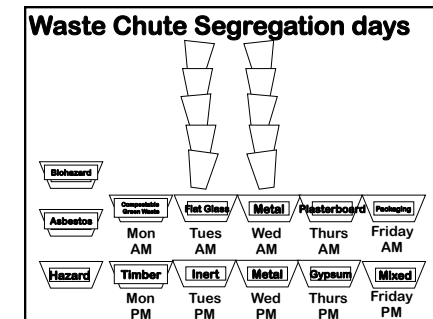 Waste Chute Segregation days
Biohazard
Asbestos
Compostable
Green Waste
Flat Glass
Metal
Plasterboard
Packaging
Mon
AM
Tues
AM
Wed
AM
Thurs
AM
Friday
AM
Hazard
Timber
Inert
Metal
Gypsum
Mixed
Mon
PM
Tues
PM
Wed
PM
Thurs
PM
Friday
PM